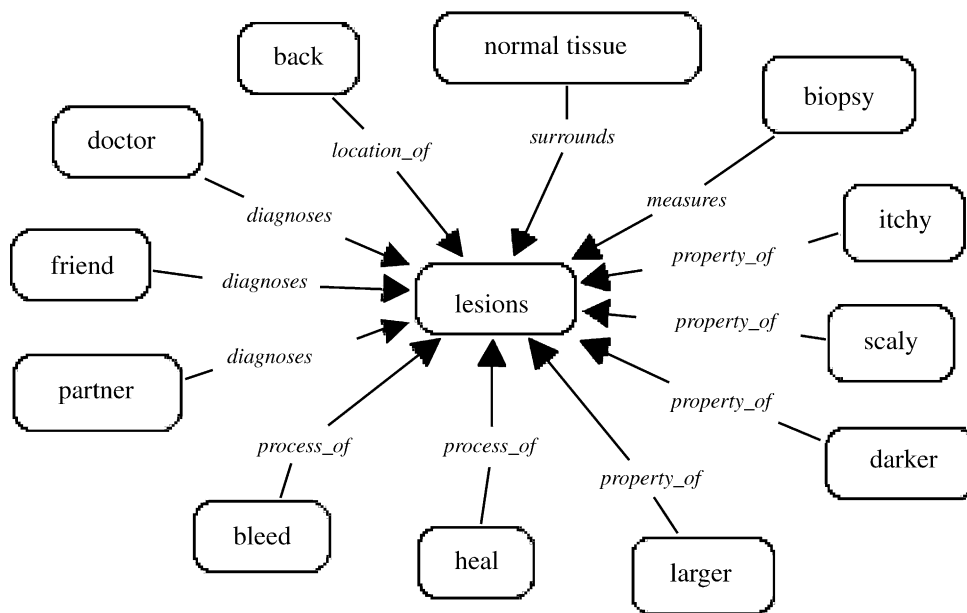 normal tissue
back
biopsy
doctor
surrounds
location_of
measures
diagnoses
itchy
property_of
friend
diagnoses
lesions
property_of
scaly
diagnoses
partner
property_of
darker
process_of
process_of
property_of
bleed
heal
larger